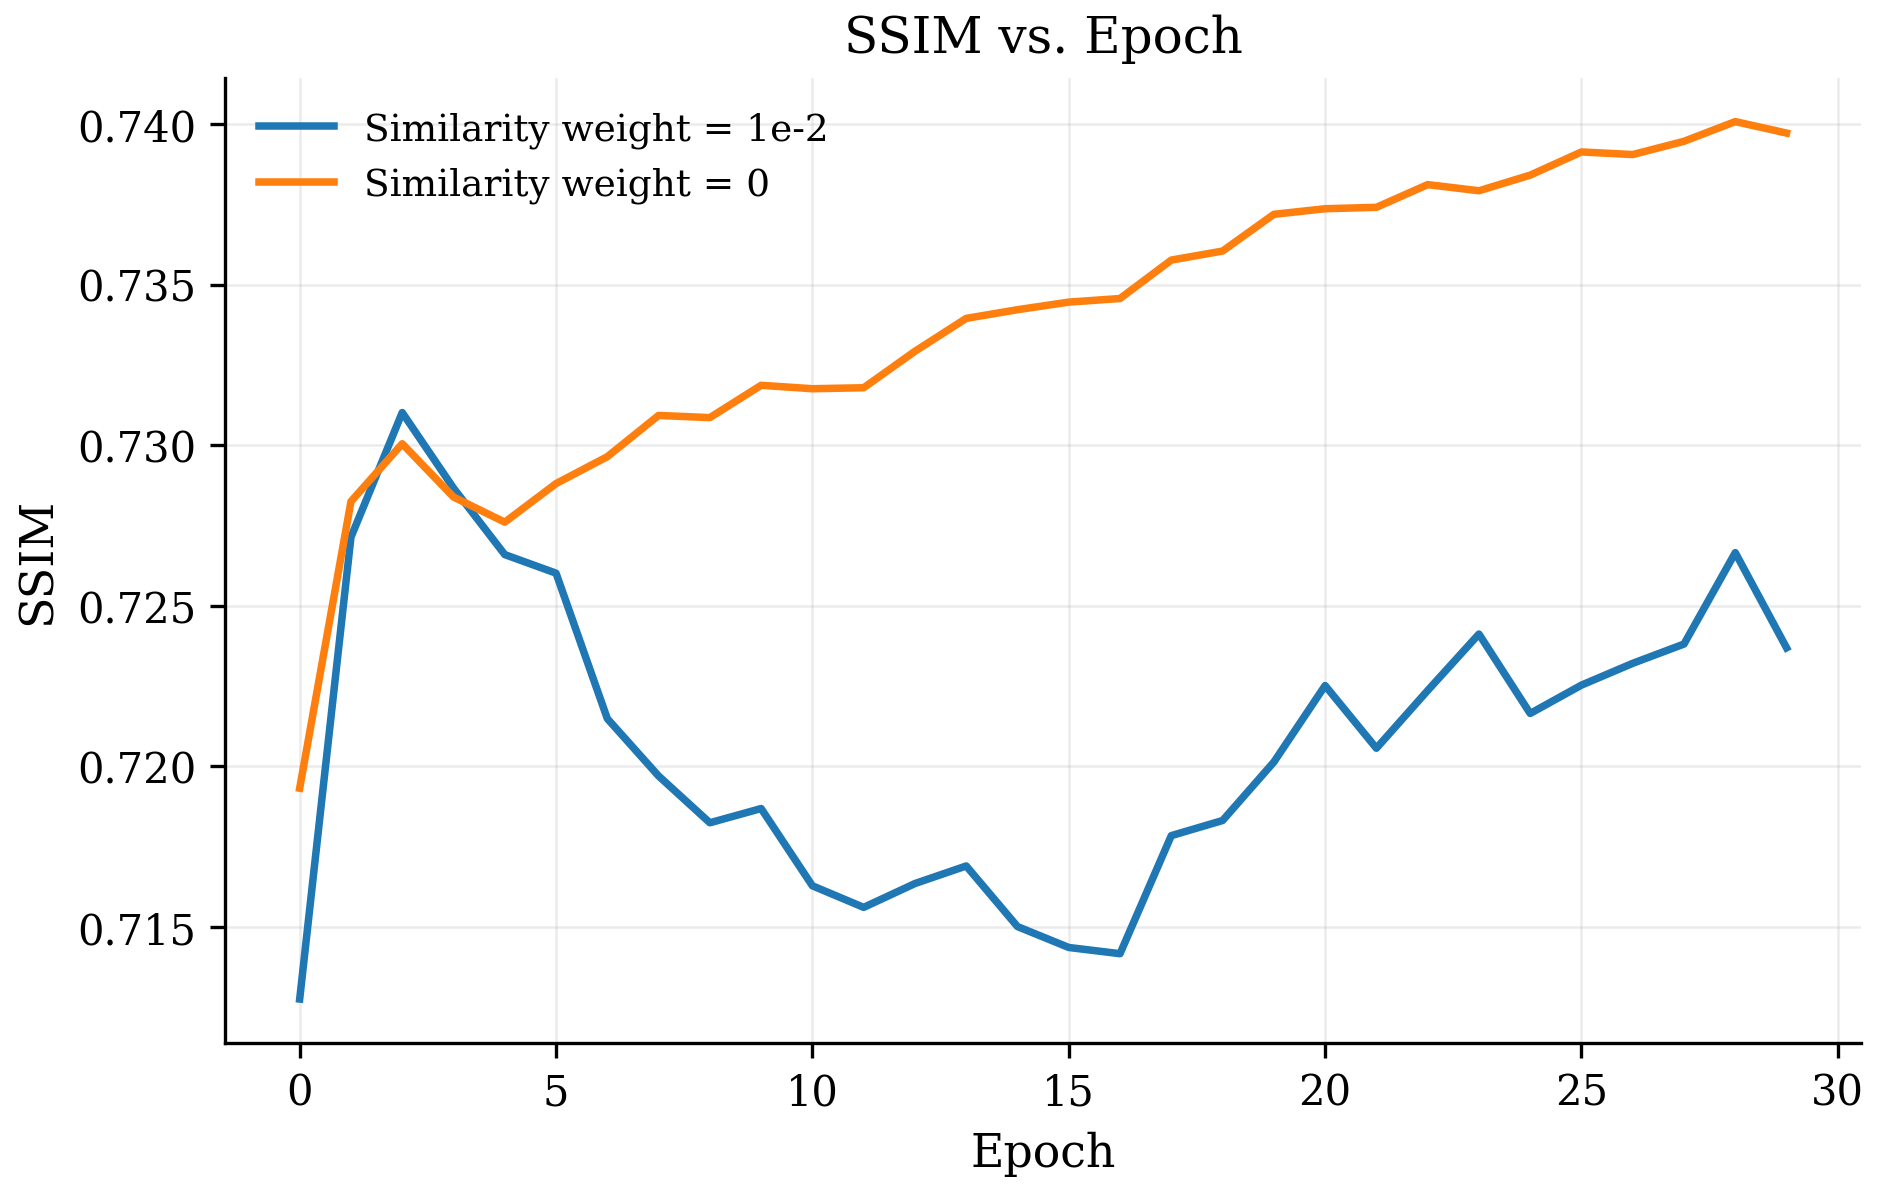 SSIM vs. Epoch
Similarity weight = 1e-2
Similarity weight = 0
SSIM
0.740
0.735
0.730
0.725
0.720
0.715
0 5 10 15 20 25 30
Epoch